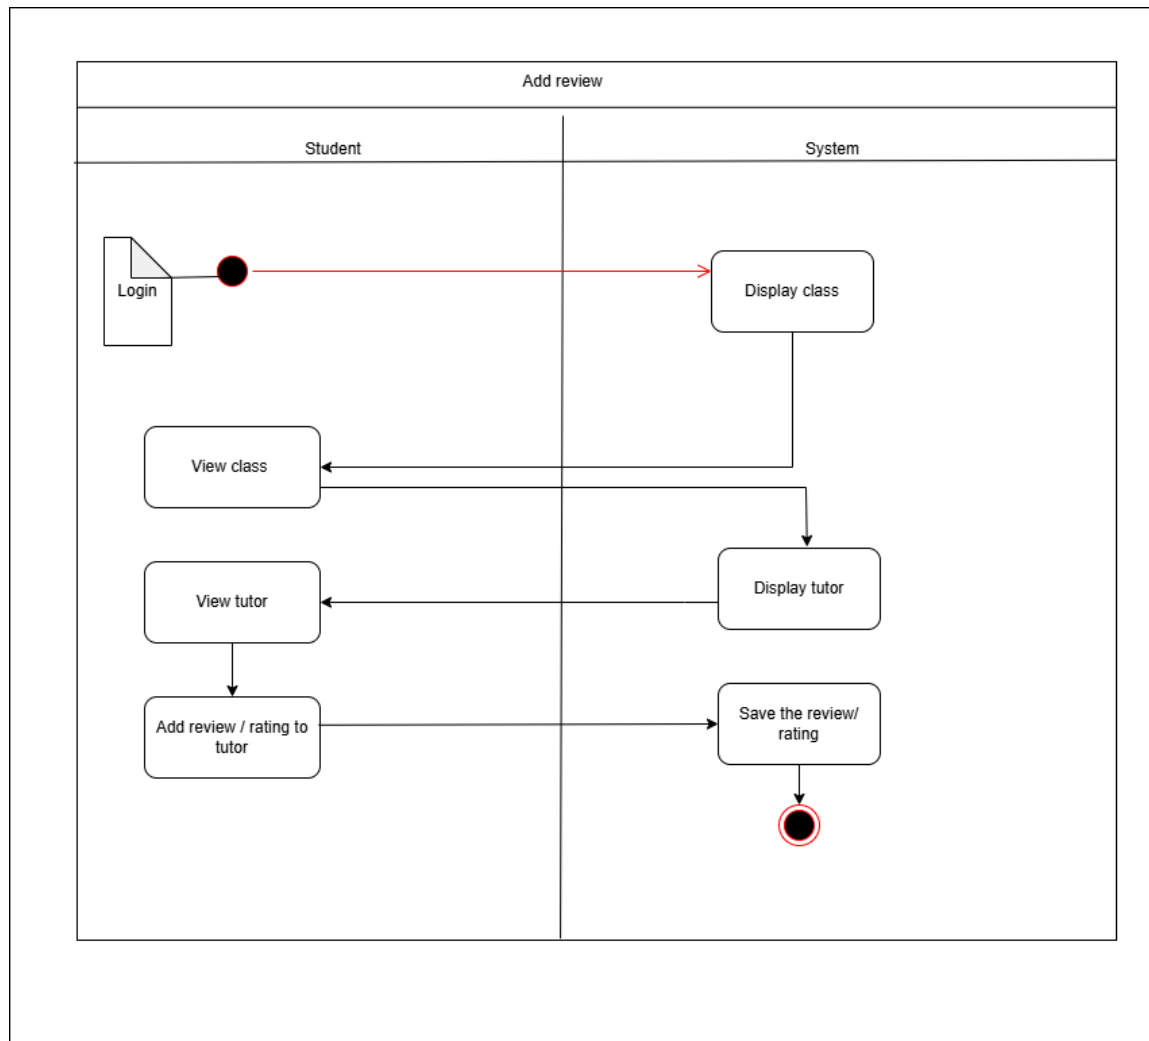 Add review
Student
System
Login
Display class
View class
Display tutor
View tutor
Add review / rating to
tutor
Save the review/
rating